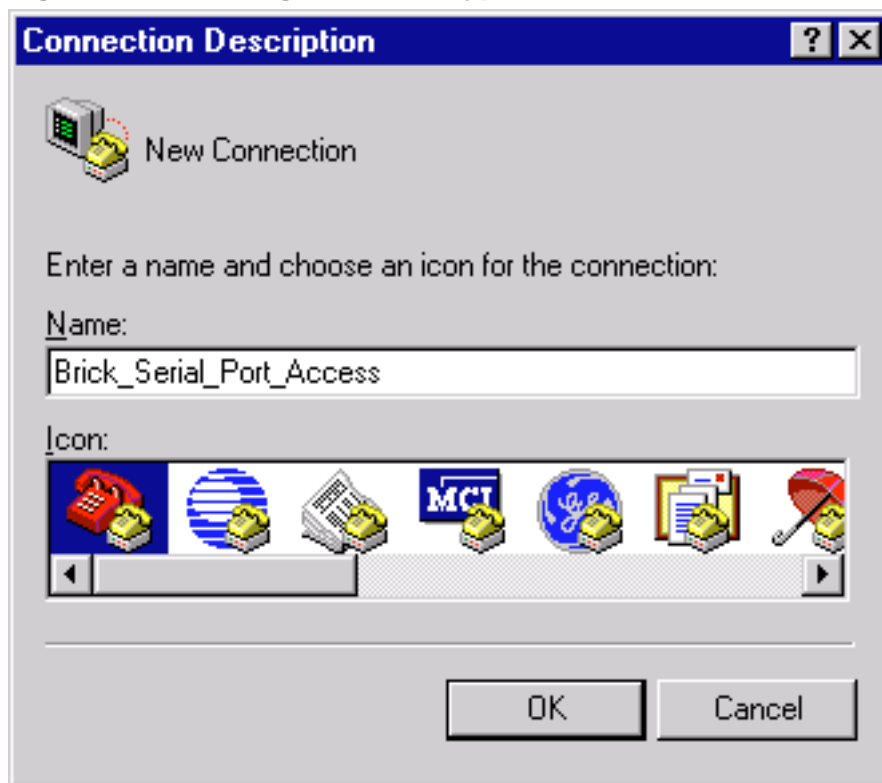 Connection Description
New Connection
Enter a name and choose an icon for the connection:
Name:
Brick_Serial_Port_Access
Icon:
MCI
OK
Cancel